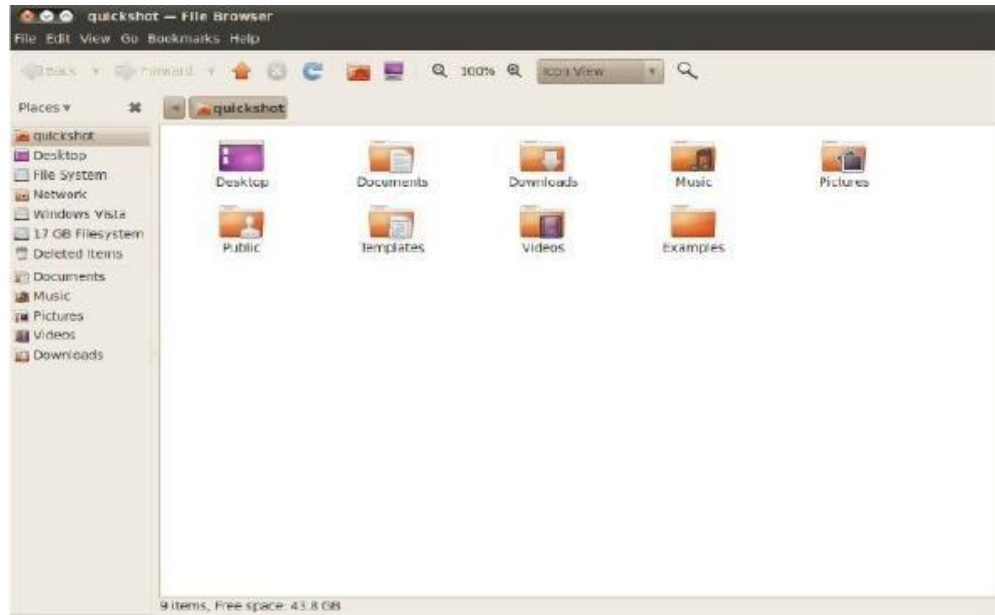 quickshot — File Browser
File Edit View Go Bookmarks Help
Back Forward 100% Icon View
Places
quickshot
quickshot
Desktop
File System
Network
Windows Vista
17 GB Filesystem
Deleted Items
Documents
Music
Pictures
Videos
Downloads
Desktop Documents Downloads Music Pictures
Public Templates Videos Examples
9 items, Free space: 43.8 GB